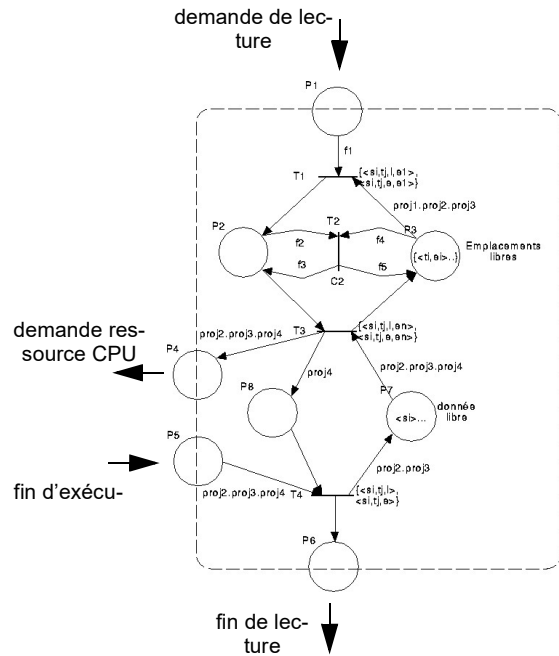 demande de lec-
ture
P1
f1
T1
{<si,tj,l,e1>,
<si,tj,e,e1>}
proj1.proj2.proj3
P2
T2
P3
f2
f4
f3
f5
C2
{<ti,ei>..}
Emplacements
libres
demande res-
source CPU
proj2.proj3.proj4
T3
{<si,tj,l,en>,
<si,tj,e,en>}
P4
proj4
proj2.proj3.proj4
P8
P7
<si>...
donnée
libre
P5
proj2.proj3
fin d'exécu-
proj2.proj3.proj4
T4
{<si,tj,l>,
<si,tj,e>}
P6
fin de lec-
ture